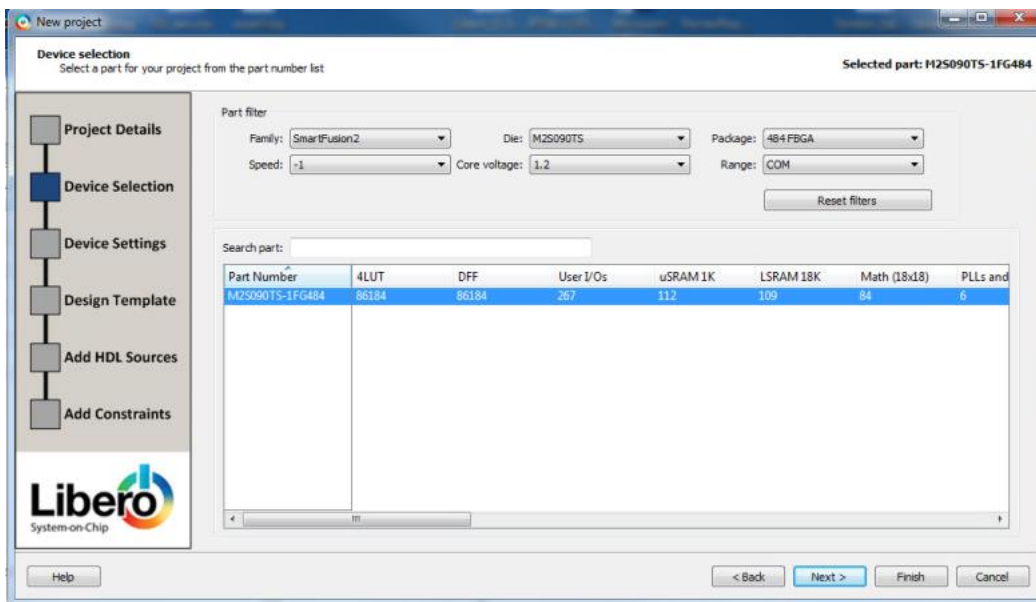 New project
Device selection
Select a part for your project from the part number list
Selected part: M2S090TS-1FG484
Project Details
Device Selection
Device Settings
Design Template
Add HDL Sources
Add Constraints
Libero
System-on-Chip
Part filter
Family: SmartFusion2 Die: M2S090TS Package: 484 FBGA
Speed: -1 Core voltage: 1.2 Range: COM
Reset filters
Search part:
Part Number 4LUT DFF User I/Os uSRAM 1K LSRAM 18K Math (18x18) PLLs and
M2S090TS-1FG484 86184 86184 267 112 109 84 6
Help < Back Next > Finish Cancel